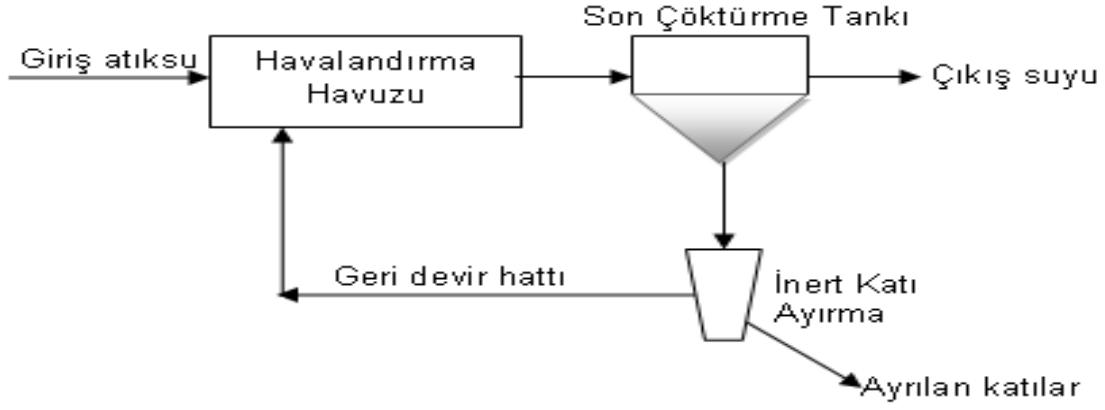 Son Çöktürme Tankı
Giriş atıksu
Havalandırma
Havuzu
Çıkış suyu
Geri devir hattı
İnert Katı
Ayırma
Ayrılan katılar